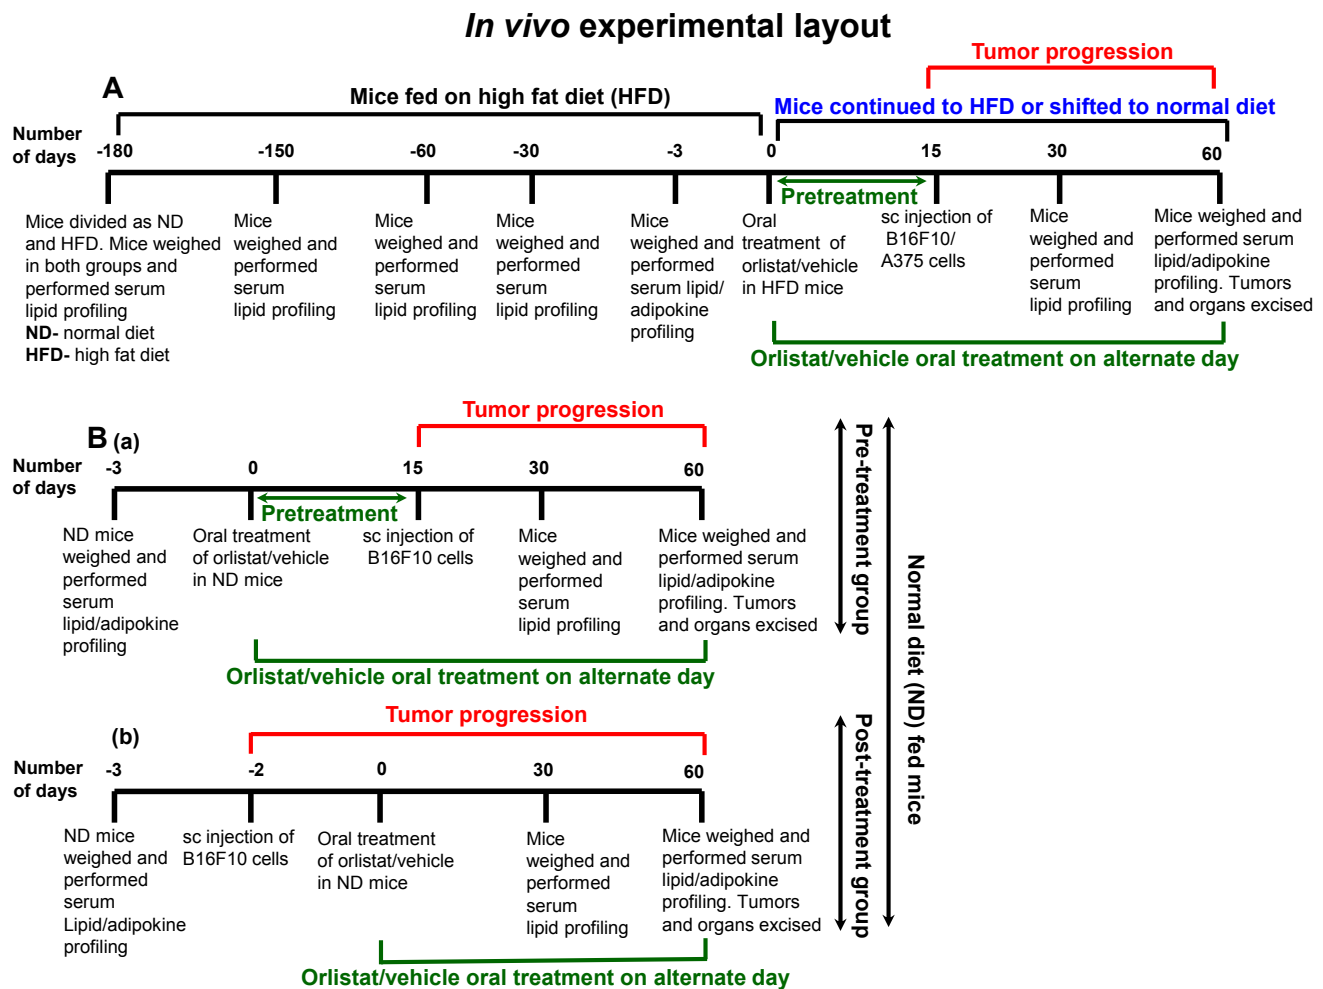 In vivo experimental layout
Tumor progression
A
Mice fed on high fat diet (HFD)
Mice continued to HFD or shifted to normal diet
Number
of days
-180
-150
-60
-30
-3
0
15
30
60
Pretreatment
Mice divided as ND
and HFD. Mice weighed
in both groups and
performed serum
lipid profiling
ND- normal diet
HFD- high fat diet
Mice
weighed and
performed
serum
lipid profiling
Mice
weighed and
performed
serum
lipid profiling
Mice
weighed and
performed
serum
lipid profiling
Mice
weighed and
performed
serum lipid/
adipokine
profiling
Oral
treatment of
orlistat/vehicle
in HFD mice
sc injection of
B16F10/
A375 cells
Mice
weighed and
performed
serum
lipid profiling
Mice weighed and
performed serum
lipid/adipokine
profiling. Tumors
and organs excised
Orlistat/vehicle oral treatment on alternate day
B (a)
Tumor progression
Number
of days
-3
0
15
30
60
Pretreatment
ND mice
weighed and
performed
serum
lipid/adipokine
profiling
Oral treatment
of orlistat/vehicle
in ND mice
sc injection of
B16F10 cells
Mice
weighed and
performed
serum
lipid profiling
Mice weighed and
performed serum
lipid/adipokine
profiling. Tumors
and organs excised
Orlistat/vehicle oral treatment on alternate day
Pre-treatment group
Normal diet (ND) fed mice
Post-treatment group
(b)
Tumor progression
Number
of days
-3
-2
0
30
60
ND mice
weighed and
performed
serum
Lipid/adipokine
profiling
sc injection of
B16F10 cells
Oral treatment
of orlistat/vehicle
in ND mice
Mice
weighed and
performed
serum
lipid profiling
Mice weighed and
performed serum
lipid/adipokine
profiling. Tumors
and organs excised
Orlistat/vehicle oral treatment on alternate day